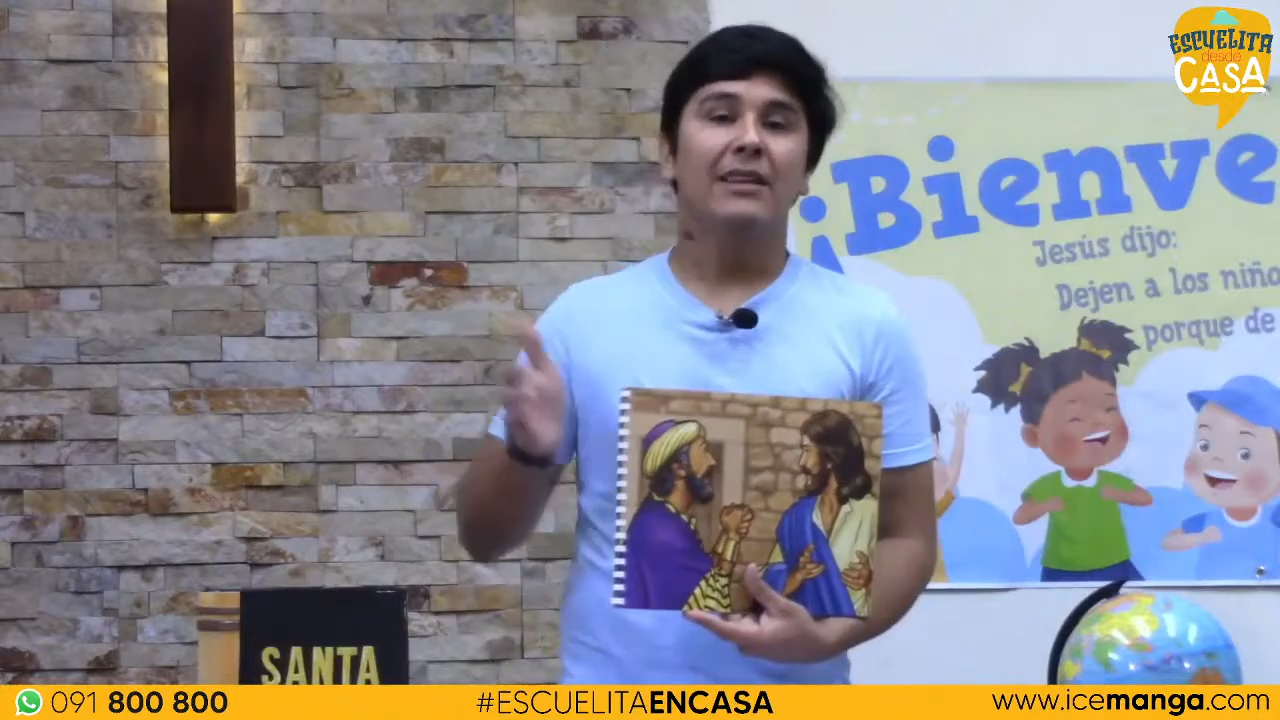 ESCUELITA
desde
CASA
¡Bienve
Jesús dijo:
Dejen a los niño
porque de
SANTA
091 800 800
#ESCUELITAENCASA
www.icemanga.com